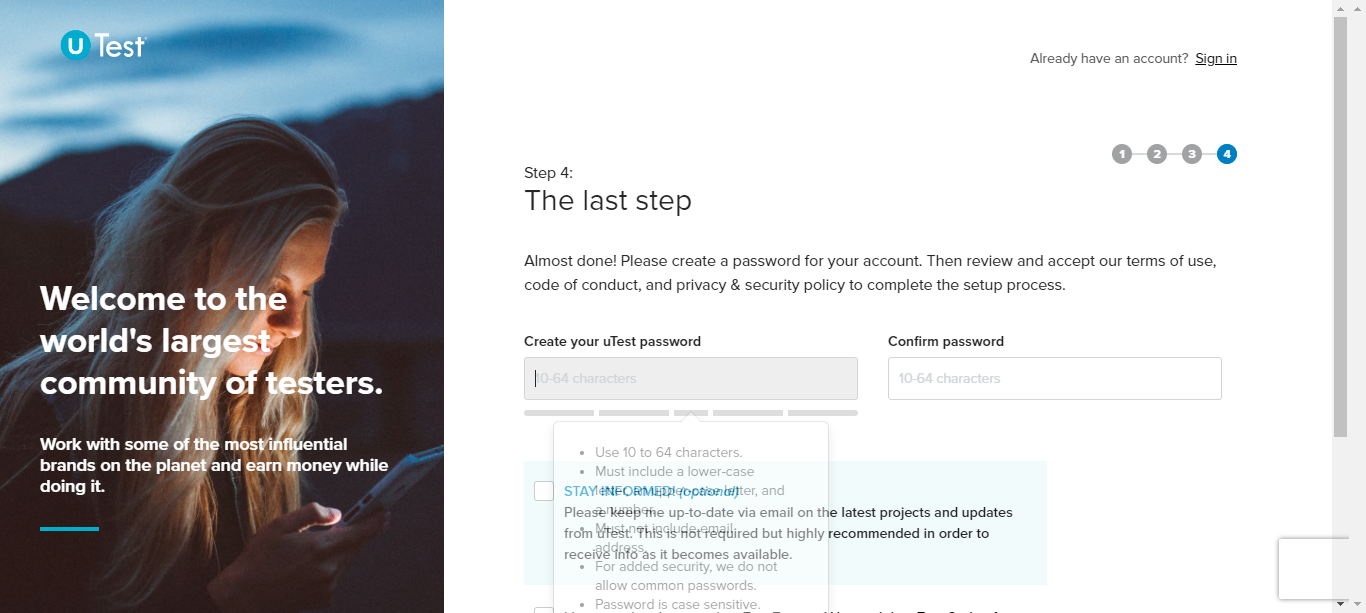 U Test
Already have an account? Sign in
1 2 3 4
Step 4:
The last step
Almost done! Please create a password for your account. Then review and accept our terms of use,
code of conduct, and privacy & security policy to complete the setup process.
Welcome to the
world's largest
community of testers.
Work with some of the most influential
brands on the planet and earn money while
doing it.
Create your uTest password
Confirm password
10-64 characters
10-64 characters
Use 10 to 64 characters.
Must include a lower-case
letter, an upper-case letter, and
a number.
Must not include email
address.
For added security, we do not
allow common passwords.
Password is case sensitive.
STAY INFORMED! (optional)
Please keep me up-to-date via email on the latest projects and updates
from uTest. This is not required but highly recommended in order to
receive info as it becomes available.